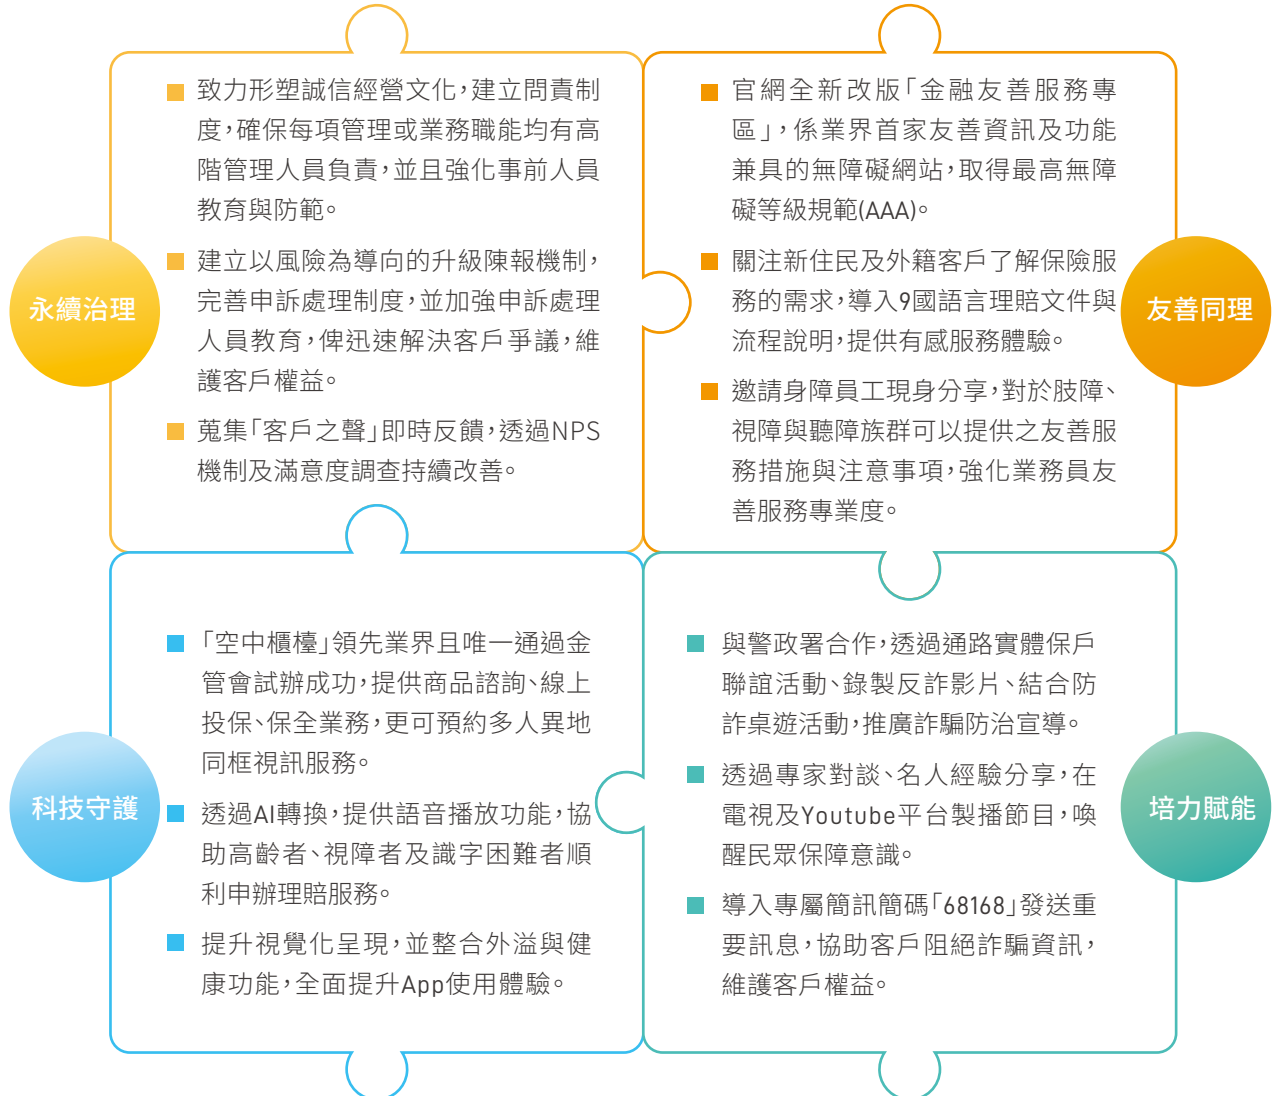 永續治理
致力形塑誠信經營文化，建立問責制
度，確保每項管理或業務職能均有高
階管理人員負責，並且強化事前人員
教育與防範。
建立以風險為導向的升級陳報機制，
完善申訴處理制度，並加強申訴處理
人員教育，俾迅速解決客戶爭議，維
護客戶權益。
蒐集「客戶之聲」即時反饋，透過NPS
機制及滿意度調查持續改善。
友善同理
官網全新改版「金融友善服務專
區」，係業界首家友善資訊及功能
兼具的無障礙網站，取得最高無障
礙等級規範(AAA)。
關注新住民及外籍客戶了解保險服
務的需求，導入9國語言理賠文件與
流程說明，提供有感服務體驗。
邀請身障員工現身分享，對於肢障、
視障與聽障族群可以提供之友善服
務措施與注意事項，強化業務員友
善服務專業度。
科技守護
「空中櫃檯」領先業界且唯一通過金
管會試辦成功，提供商品諮詢、線上
投保、保全業務，更可預約多人異地
同框視訊服務。
透過AI轉換，提供語音播放功能，協
助高齡者、視障者及識字困難者順
利申辦理賠服務。
提升視覺化呈現，並整合外溢與健
康功能，全面提升App使用體驗。
培力賦能
與警政署合作，透過通路實體保戶
聯誼活動、錄製反詐影片、結合防
詐桌遊活動，推廣詐騙防治宣導。
透過專家對談、名人經驗分享，在
電視及Youtube平台製播節目，喚
醒民眾保障意識。
導入專屬簡訊簡碼「68168」發送重
要訊息，協助客戶阻絕詐騙資訊，
維護客戶權益。